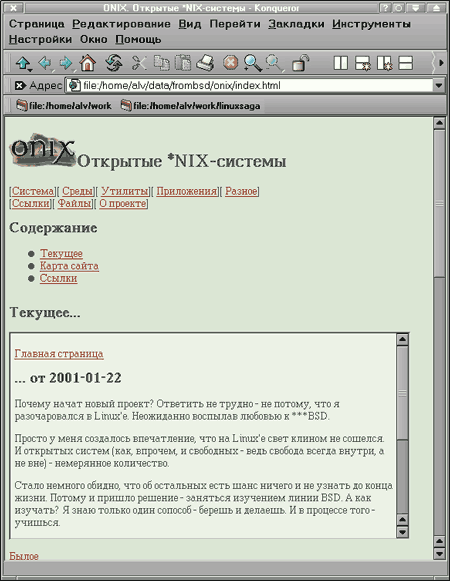 ONIX. Открытые *NIX-системы - Konqueror
Страница Редактирование Вид Перейти Закладки Инструменты
Настройки Окно Помощь
Адрес file:/home/alv/data/frombsd/onix/index.html
file:/home/alv/work file:/home/alv/work/linuxsaga
onix Открытые *NIX-системы
[Система][ Среды][ Утилиты][ Приложения][ Разное]
[Ссылки][ Файлы][ О проекте]
Содержание
Текущее
Карта сайта
Ссылки
Текущее...
Главная страница
... от 2001-01-22
Почему начат новый проект? Ответить не трудно - не потому, что я
разочаровался в Linux'е. Неожиданно воспылав любовью к ***BSD.
Просто у меня создалось впечатление, что на Linux'е свет клином не сошелся.
И открытых систем (как, впрочем, и свободных - ведь свобода всегда внутри, а
не вне) - немерянное количество.
Стало немного обидно, что об остальных есть шанс ничего и не узнать до конца
жизни. Потому и пришло решение - заняться изучением линии BSD. А как
изучать? Я знаю только один способ - берешь и делаешь. И в процессе того -
учишься.
Былое